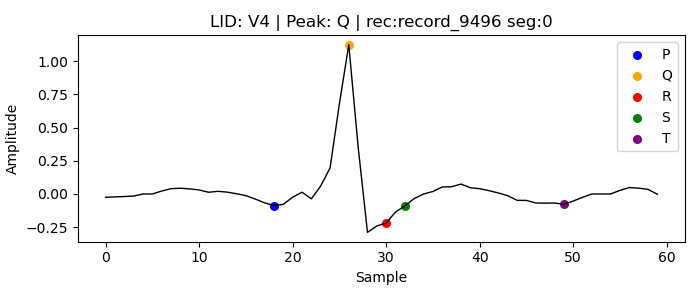 LID: V4 | Peak: Q | rec:record_9496 seg:0
Amplitude
1.00
0.75
0.50
0.25
0.00
−0.25
P
Q
R
S
T
0 10 20 30 40 50 60
Sample